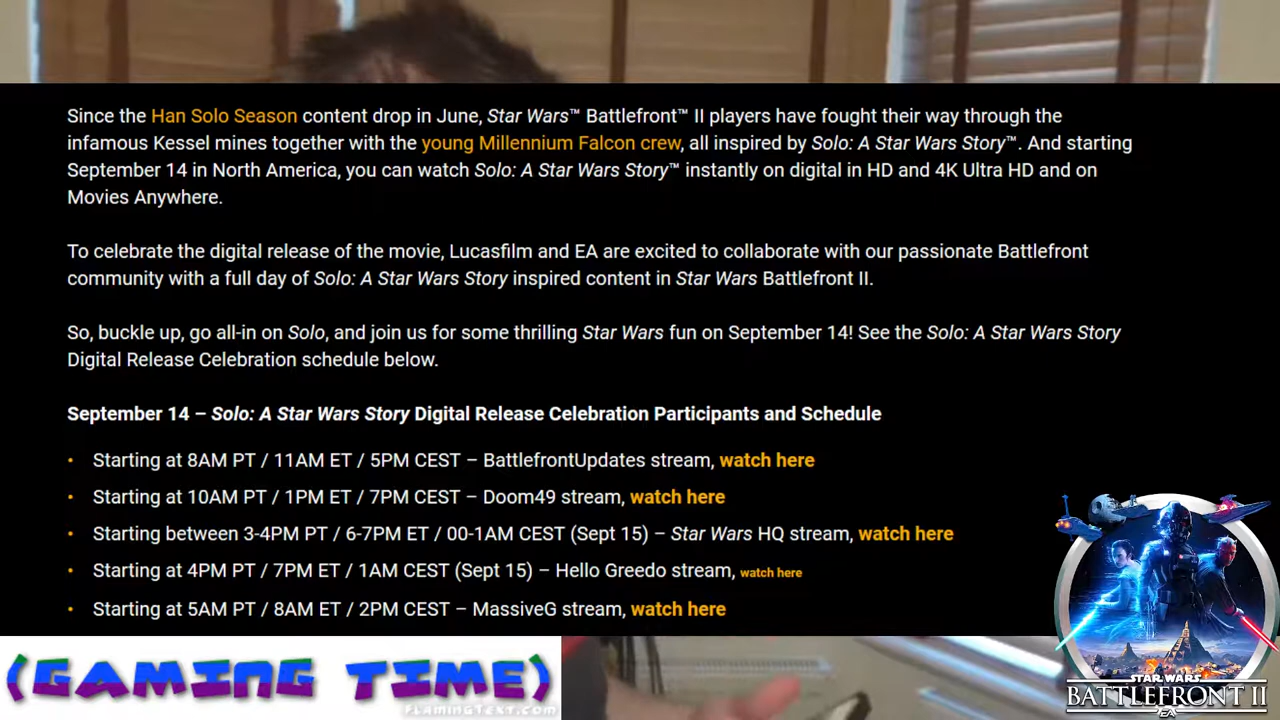 Since the Han Solo Season content drop in June, Star Wars™ Battlefront™ II players have fought their way through the
infamous Kessel mines together with the young Millennium Falcon crew, all inspired by Solo: A Star Wars Story™. And starting
September 14 in North America, you can watch Solo: A Star Wars Story™ instantly on digital in HD and 4K Ultra HD and on
Movies Anywhere.
To celebrate the digital release of the movie, Lucasfilm and EA are excited to collaborate with our passionate Battlefront
community with a full day of Solo: A Star Wars Story inspired content in Star Wars Battlefront II.
So, buckle up, go all-in on Solo, and join us for some thrilling Star Wars fun on September 14! See the Solo: A Star Wars Story
Digital Release Celebration schedule below.
September 14 – Solo: A Star Wars Story Digital Release Celebration Participants and Schedule
• Starting at 8AM PT / 11AM ET / 5PM CEST – BattlefrontUpdates stream, watch here
• Starting at 10AM PT / 1PM ET / 7PM CEST – Doom49 stream, watch here
• Starting between 3-4PM PT / 6-7PM ET / 00-1AM CEST (Sept 15) – Star Wars HQ stream, watch here
• Starting at 4PM PT / 7PM ET / 1AM CEST (Sept 15) – Hello Greedo stream, watch here
• Starting at 5AM PT / 8AM ET / 2PM CEST – MassiveG stream, watch here
(GAMING TIME)
FLAMINGTEXT.COM
STAR WARS
BATTLEFRONT II
EA